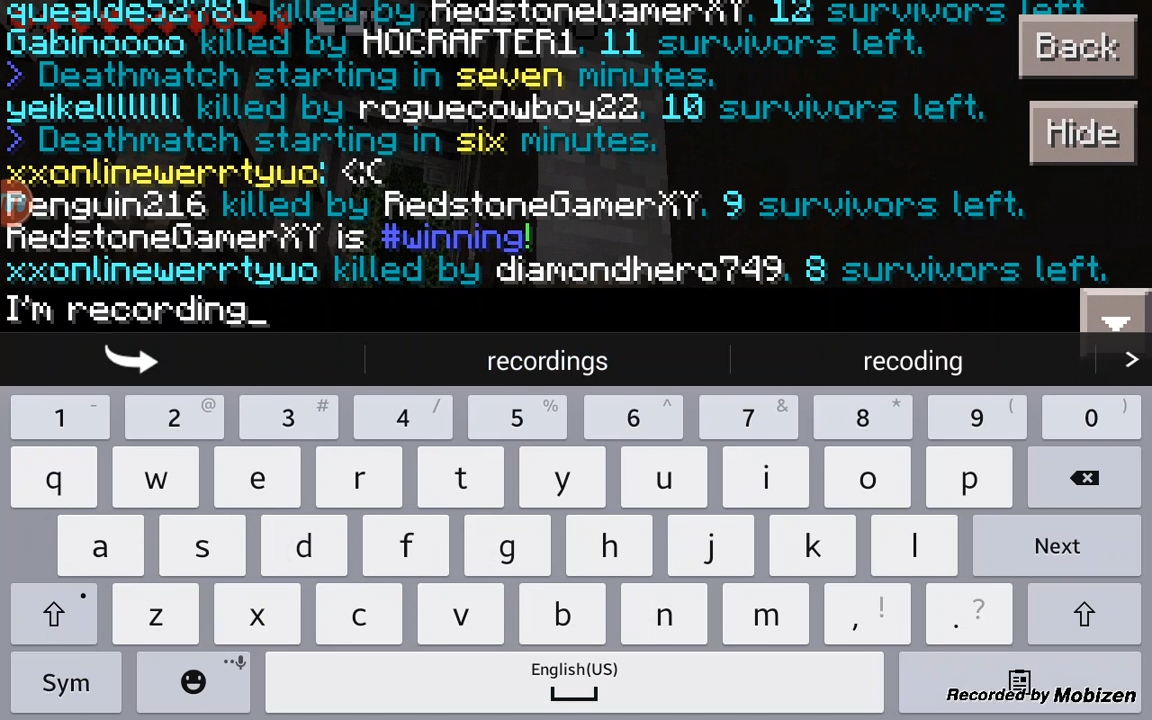 quealde52781 killed by RedstoneGamerXY. 12 survivors left.
Gabinoooo killed by HOCRAFTER1. 11 survivors left.
> Deathmatch starting in seven minutes.
yeikellllllll killed by roguecowboy22. 10 survivors left.
> Deathmatch starting in six minutes.
xxonlinewerrtyuo: <:C
Penguin216 killed by RedstoneGamerXY. 9 survivors left.
RedstoneGamerXY is #winning!
xxonlinewerrtyuo killed by diamondhero749. 8 survivors left.
Back
Hide
I'm recording_
recordings recoding >
1 - 2 @ 3 # 4 / 5 % 6 ^ 7 & 8 * 9 ( 0 )
q w e r t y u i o p
a s d f g h j k l Next
z x c v b n m , ! . ?
Sym English(US)
Recorded by Mobizen